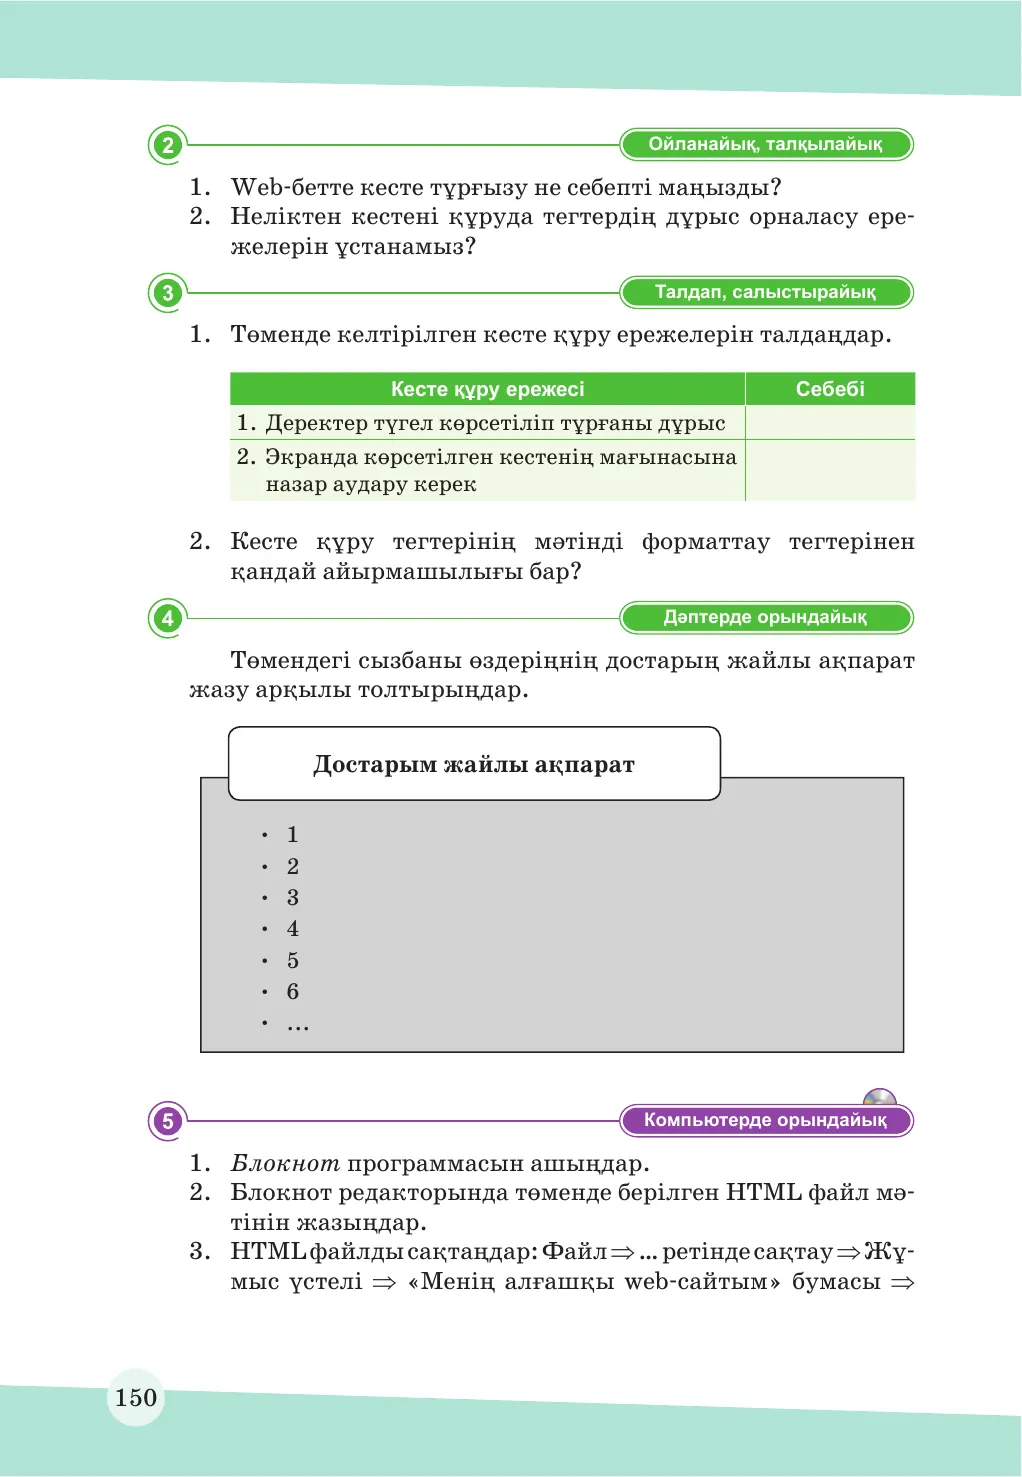 2
Ойланайық, талқылайық
1. Web-бетте кесте тұрғызу не себепті маңызды?
2. Неліктен кестені құруда тегтердің дұрыс орналасу ере-
желерін ұстанамыз?
3
Талдап, салыстырайық
1. Төменде келтірілген кесте құру ережелерін талдаңдар.
Кесте құру ережесі Себебі
1. Деректер түгел көрсетіліп тұрғаны дұрыс
2. Экранда көрсетілген кестенің мағынасына
назар аудару керек
2. Кесте құру тегтерінің мәтінді форматтау тегтерінен
қандай айырмашылығы бар?
4
Дәптерде орындайық
Төмендегі сызбаны өздеріңнің достарың жайлы ақпарат
жазу арқылы толтырыңдар.
Достарым жайлы ақпарат
• 1
• 2
• 3
• 4
• 5
• 6
• ...
5
Компьютерде орындайық
1. Блокнот программасын ашыңдар.
2. Блокнот редакторында төменде берілген HTML файл мә-
тінін жазыңдар.
3. HTML файлды сақтаңдар: Файл ⇒ ... ретінде сақтау ⇒ Жұ-
мыс үстелі ⇒ «Менің алғашқы web-сайтым» бумасы ⇒
150